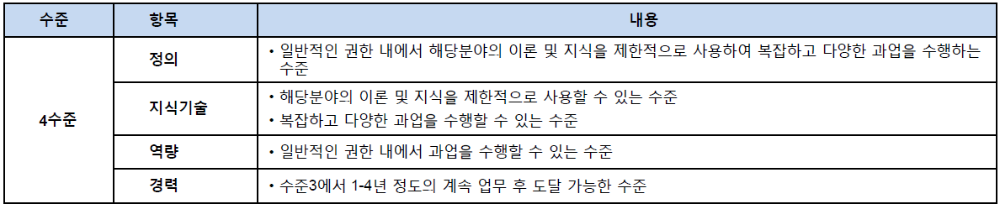 수준 항목 내용
4수준
정의
• 일반적인 권한 내에서 해당분야의 이론 및 지식을 제한적으로 사용하여 복잡하고 다양한 과업을 수행하는
수준
지식기술
• 해당분야의 이론 및 지식을 제한적으로 사용할 수 있는 수준
• 복잡하고 다양한 과업을 수행할 수 있는 수준
역량
• 일반적인 권한 내에서 과업을 수행할 수 있는 수준
경력
• 수준3에서 1-4년 정도의 계속 업무 후 도달 가능한 수준